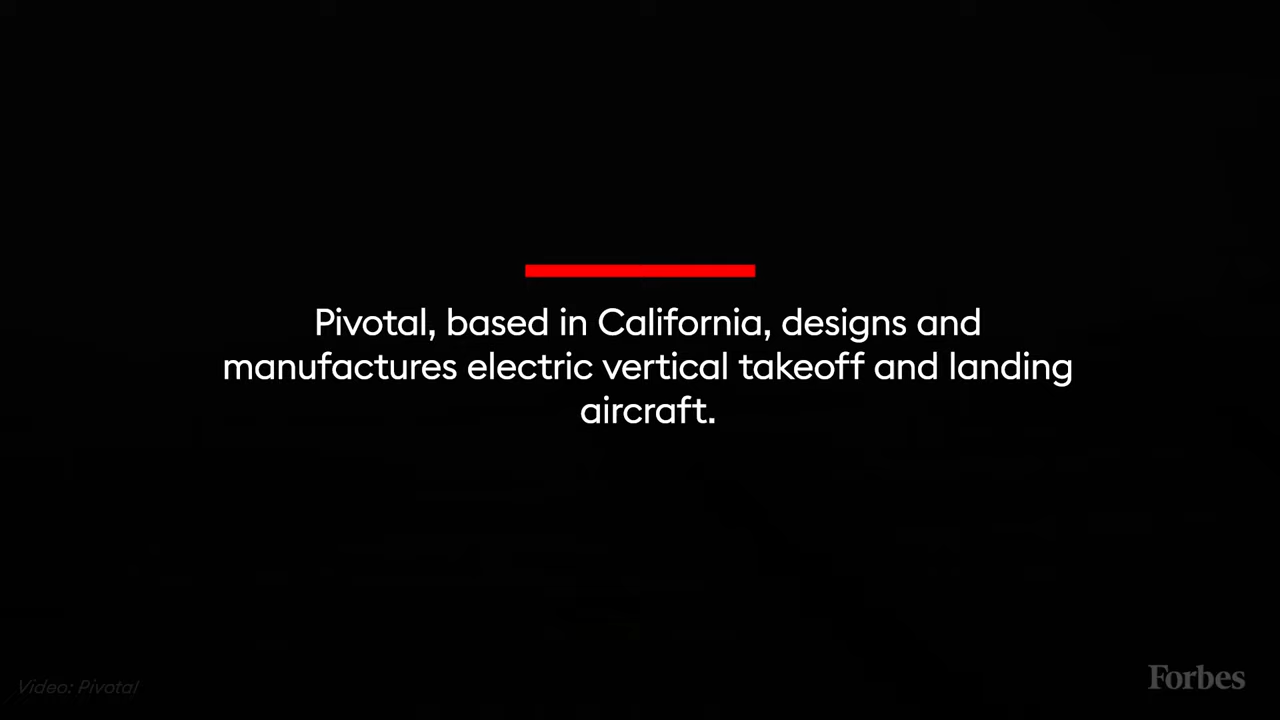 Pivotal, based in California, designs and
manufactures electric vertical takeoff and landing
aircraft.
Video: Pivotal
Forbes